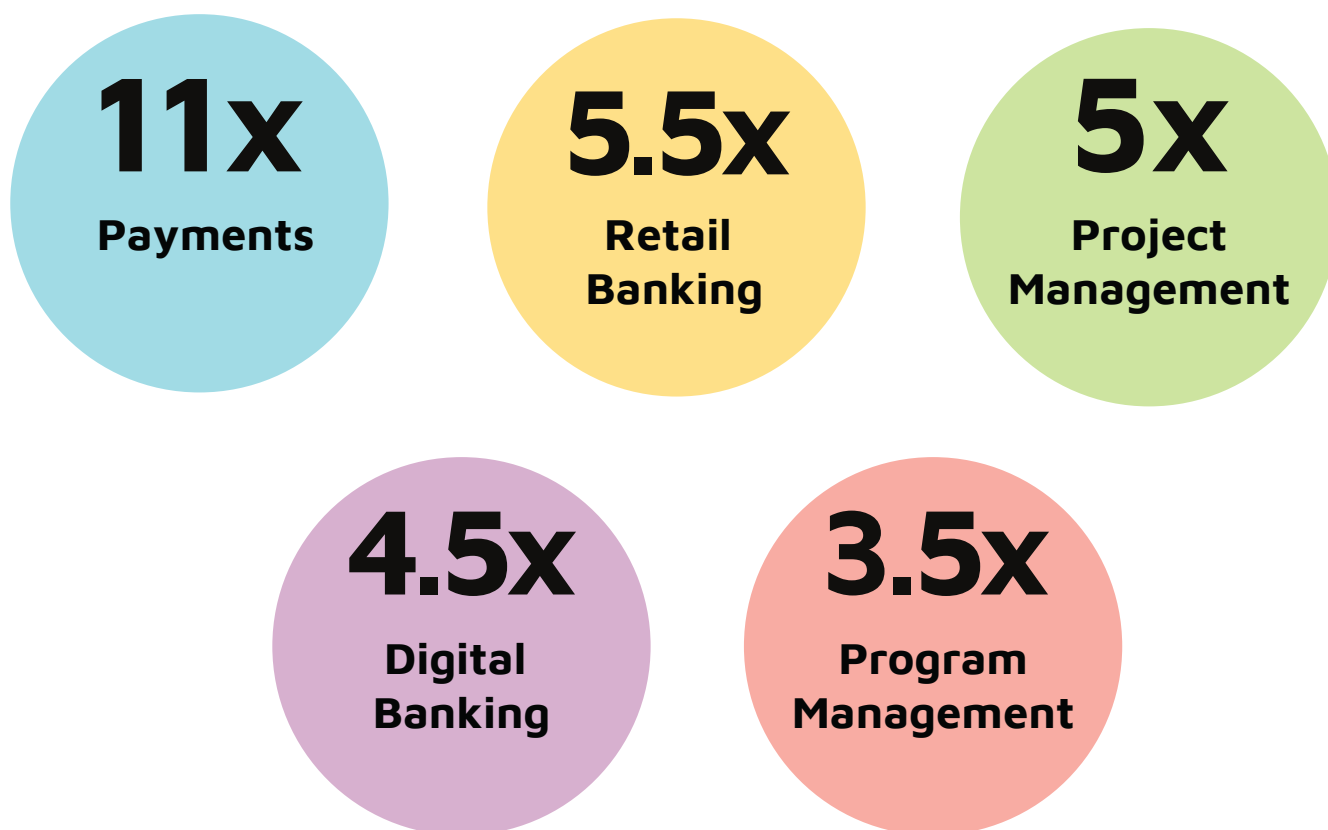 11x
Payments
5.5x
Retail
Banking
5x
Project
Management
4.5x
Digital
Banking
3.5x
Program
Management